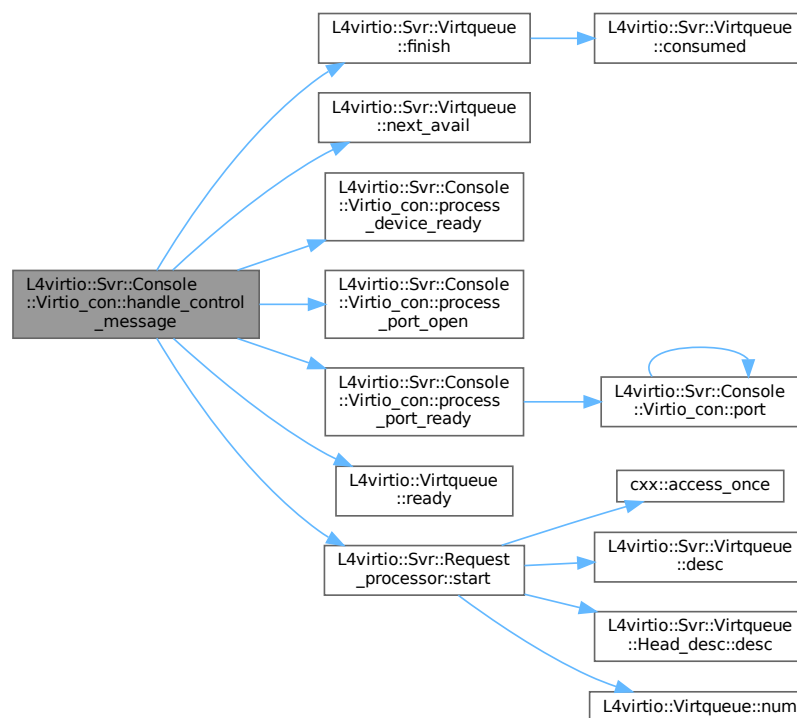 L4virtio::Svr::Virtqueue
::finish
L4virtio::Svr::Virtqueue
::consumed
L4virtio::Svr::Virtqueue
::next_avail
L4virtio::Svr::Console
::Virtio_con::process
_device_ready
L4virtio::Svr::Console
::Virtio_con::handle_control
_message
L4virtio::Svr::Console
::Virtio_con::process
_port_open
L4virtio::Svr::Console
::Virtio_con::process
_port_ready
L4virtio::Svr::Console
::Virtio_con::port
L4virtio::Virtqueue
::ready
cxx::access_once
L4virtio::Svr::Request
_processor::start
L4virtio::Svr::Virtqueue
::desc
L4virtio::Svr::Virtqueue
::Head_desc::desc
L4virtio::Virtqueue::num